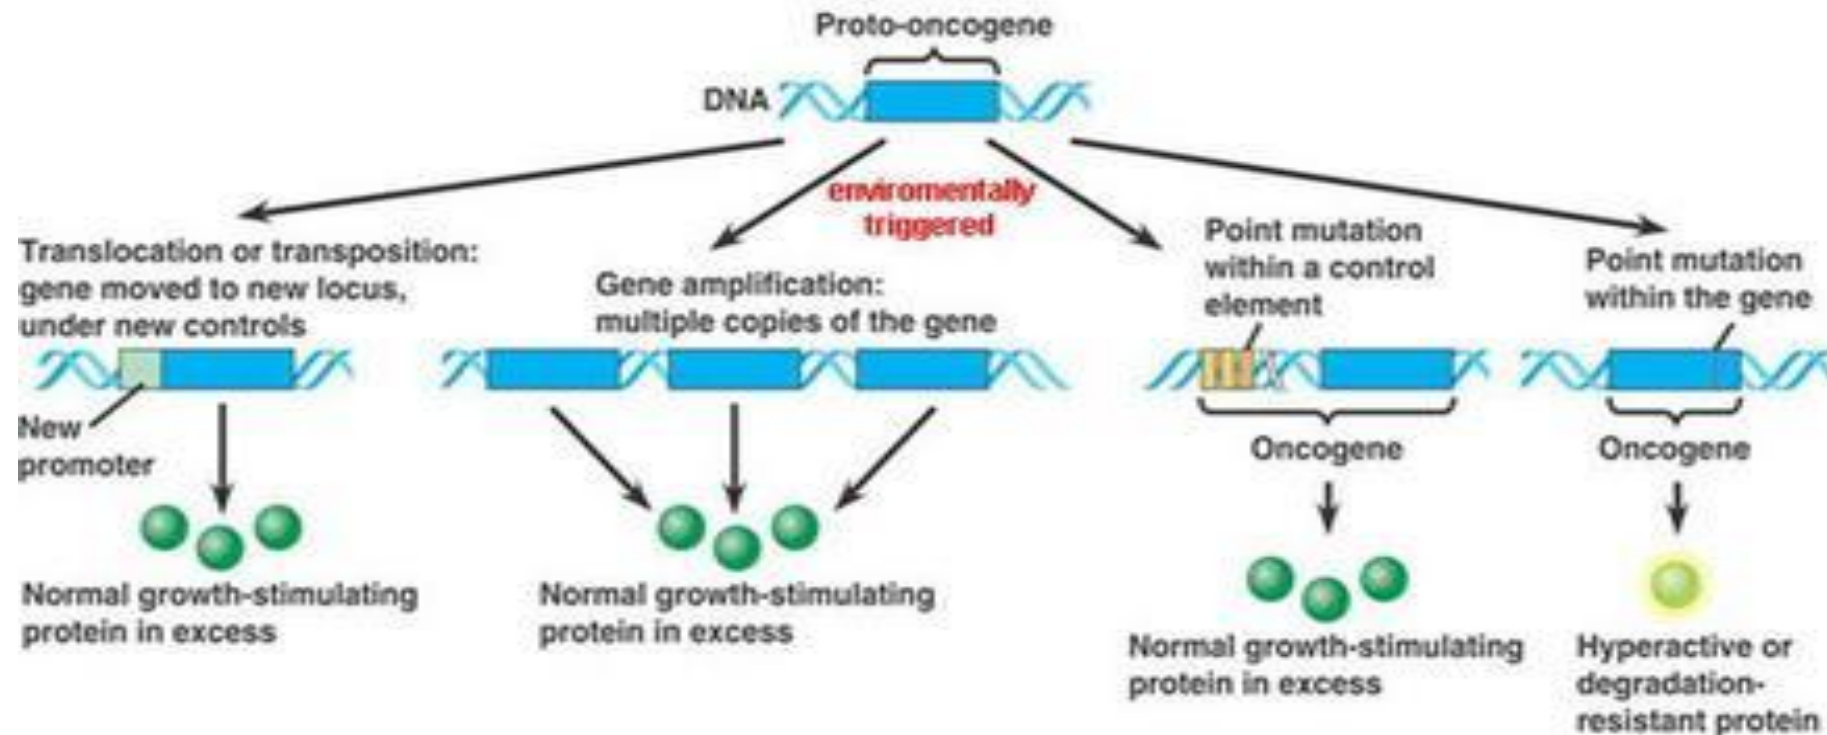 Proto-oncogene
DNA
enviromentally
triggered
Translocation or transposition:
gene moved to new locus,
under new controls
New
promoter
Normal growth-stimulating
protein in excess
Gene amplification:
multiple copies of the gene
Normal growth-stimulating
protein in excess
Point mutation
within a control
element
Oncogene
Normal growth-stimulating
protein in excess
Point mutation
within the gene
Oncogene
Hyperactive or
degradation-
resistant protein